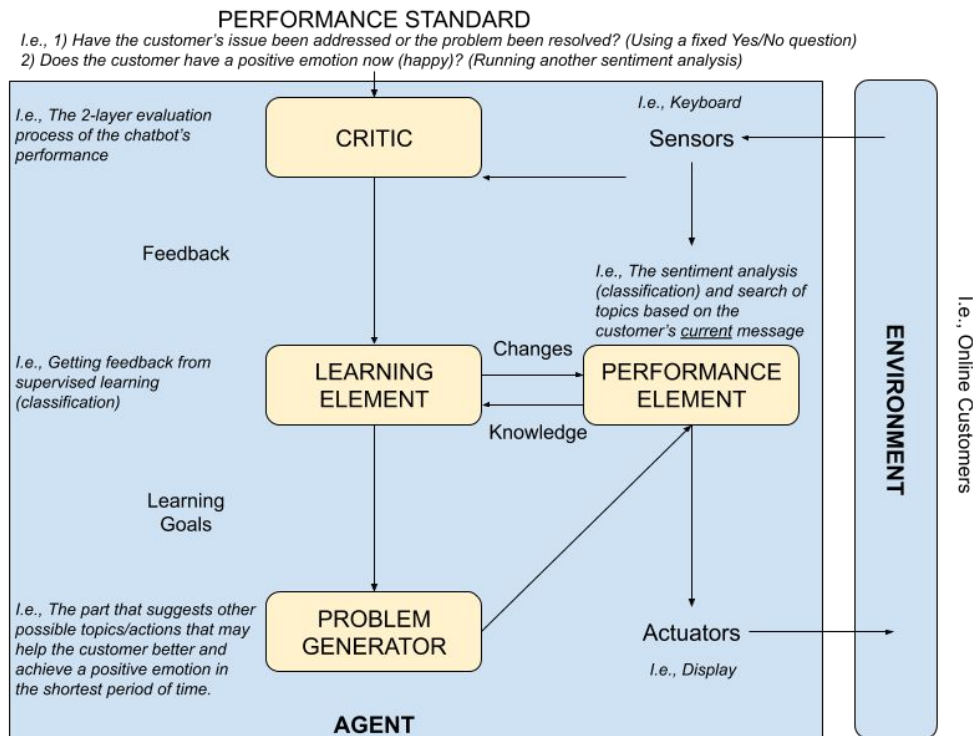 PERFORMANCE STANDARD
I.e., 1) Have the customer's issue been addressed or the problem been resolved? (Using a fixed Yes/No question)
2) Does the customer have a positive emotion now (happy)? (Running another sentiment analysis)
I.e., The 2-layer evaluation
process of the chatbot's
performance
CRITIC
I.e., Keyboard
Sensors
Feedback
I.e., The sentiment analysis
(classification) and search of
topics based on the
customer's current message
I.e., Getting feedback from
supervised learning
(classification)
LEARNING
ELEMENT
Changes
Knowledge
PERFORMANCE
ELEMENT
ENVIRONMENT
I.e., Online Customers
Learning
Goals
I.e., The part that suggests other
possible topics/actions that may
help the customer better and
achieve a positive emotion in
the shortest period of time.
PROBLEM
GENERATOR
Actuators
I.e., Display
AGENT